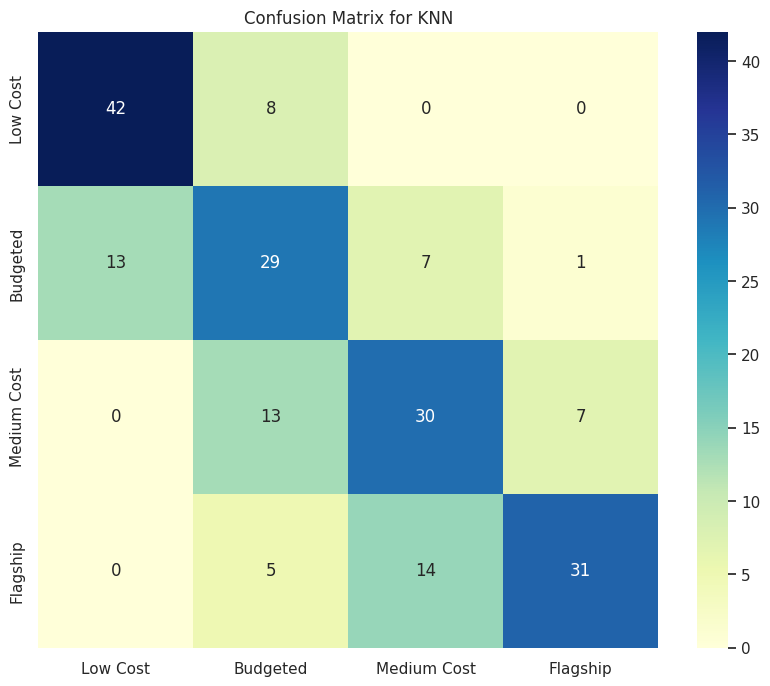 Confusion Matrix for KNN
Low Cost
42
8
0
0
Budgeted
13
29
7
1
Medium Cost
0
13
30
7
Flagship
0
5
14
31
Low Cost
Budgeted
Medium Cost
Flagship
40
35
30
25
20
15
10
5
0